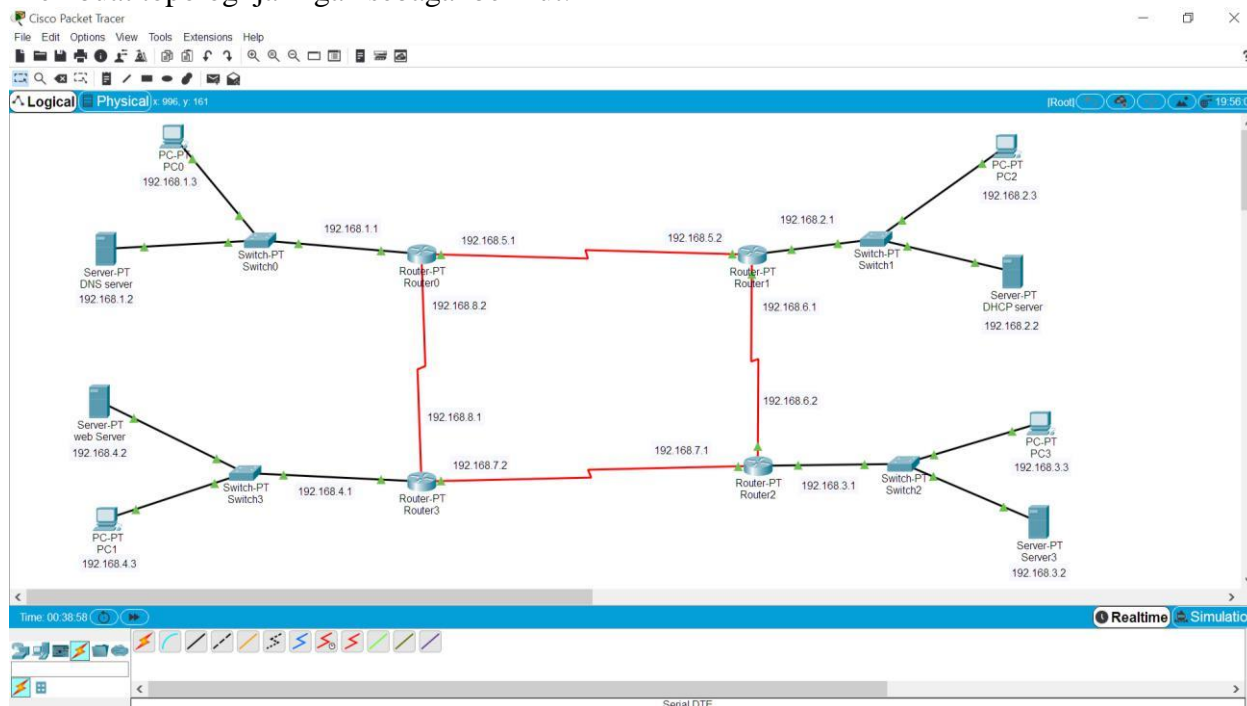 Cisco Packet Tracer
File Edit Options View Tools Extensions Help
Logical Physical x: 996, y: 161 [Root] 19:56:0
PC-PT
PC0
192.168.1.3
Server-PT
DNS server
192.168.1.2
Switch-PT
Switch0
192.168.1.1
Router-PT
Router0
192.168.5.1
192.168.8.2
192.168.5.2
Router-PT
Router1
192.168.6.1
192.168.2.1
Switch-PT
Switch1
PC-PT
PC2
192.168.2.3
Server-PT
DHCP server
192.168.2.2
Server-PT
web Server
192.168.4.2
Switch-PT
Switch3
192.168.4.1
PC-PT
PC1
192.168.4.3
192.168.8.1
192.168.7.2
Router-PT
Router3
192.168.6.2
192.168.7.1
Router-PT
Router2
192.168.3.1
Switch-PT
Switch2
PC-PT
PC3
192.168.3.3
Server-PT
Server3
192.168.3.2
Time: 00:38:58 Realtime Simulatio
Serial DTE